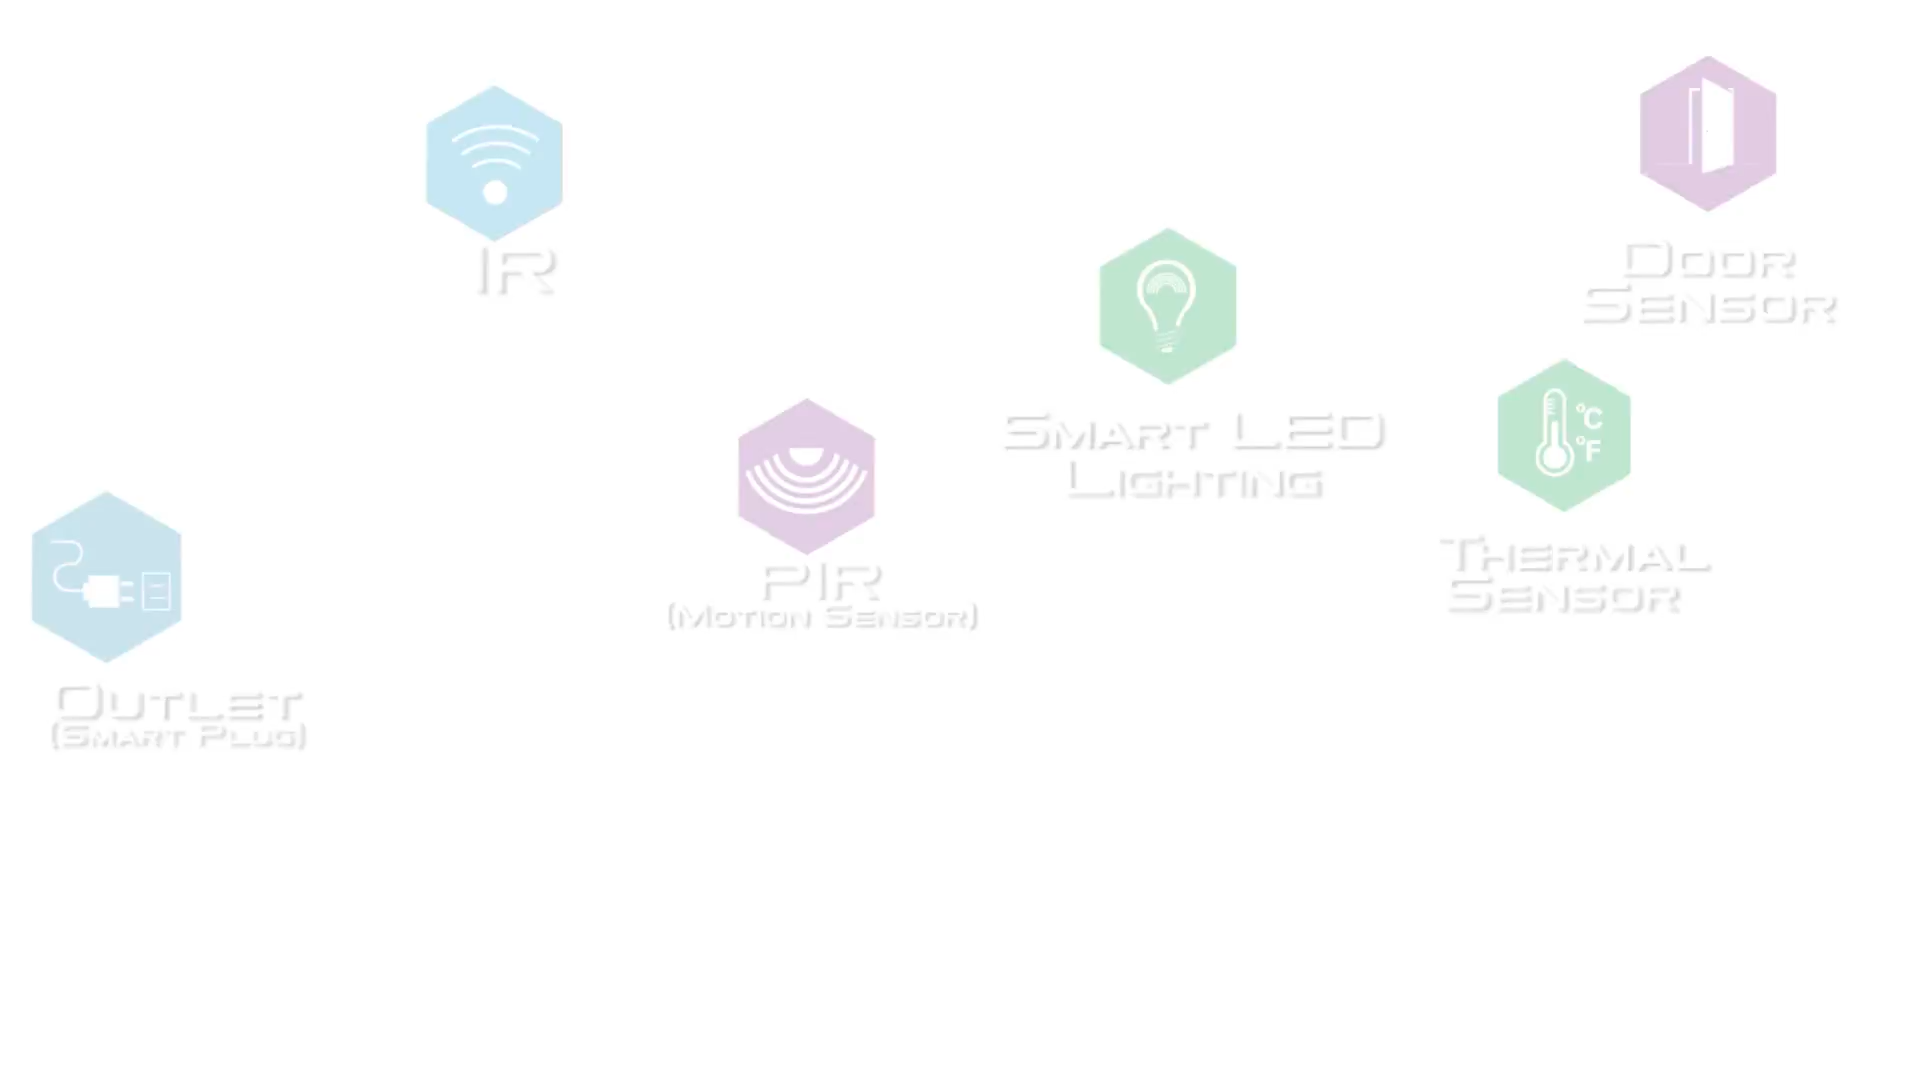 IR
Door
Sensor
Smart LED
Lighting
°C
°F
PIR
(Motion Sensor)
Thermal
Sensor
Outlet
(Smart Plug)